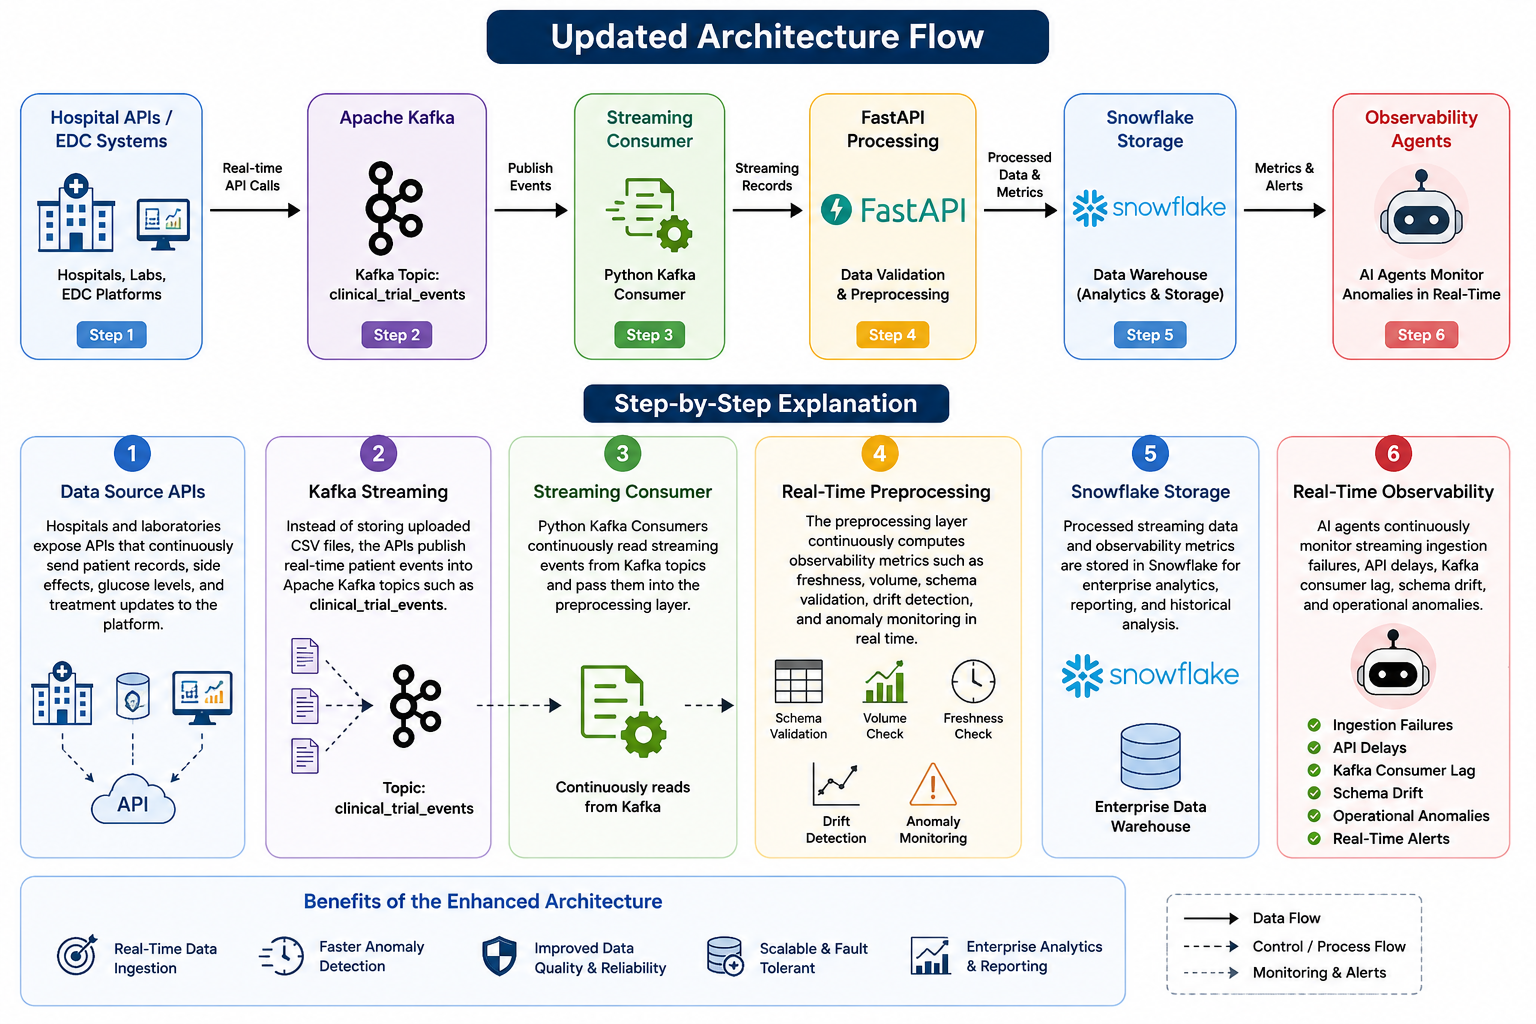 Updated Architecture Flow
Hospital APIs /
EDC Systems
Hospitals, Labs,
EDC Platforms
Step 1
Real-time
API Calls
Apache Kafka
Kafka Topic:
clinical_trial_events
Step 2
Publish
Events
Streaming
Consumer
Python Kafka
Consumer
Step 3
Streaming
Records
FastAPI
Processing
FastAPI
Data Validation
& Preprocessing
Step 4
Processed
Data &
Metrics
Snowflake
Storage
snowflake
Data Warehouse
(Analytics & Storage)
Step 5
Metrics &
Alerts
Observability
Agents
AI Agents Monitor
Anomalies in Real-Time
Step 6
Step-by-Step Explanation
1
Data Source APIs
Hospitals and laboratories
expose APIs that continuously
send patient records, side
effects, glucose levels, and
treatment updates to the
platform.
API
2
Kafka Streaming
Instead of storing uploaded
CSV files, the APIs publish
real-time patient events into
Apache Kafka topics such as
clinical_trial_events.
Topic:
clinical_trial_events
3
Streaming Consumer
Python Kafka Consumers
continuously read streaming
events from Kafka topics
and pass them into the
preprocessing layer.
Continuously reads
from Kafka
4
Real-Time Preprocessing
The preprocessing layer
continuously computes
observability metrics such as
freshness, volume, schema
validation, drift detection,
and anomaly monitoring in
real time.
Schema
Validation
Volume
Check
Freshness
Check
Drift
Detection
Anomaly
Monitoring
5
Snowflake Storage
Processed streaming data
and observability metrics
are stored in Snowflake for
enterprise analytics,
reporting, and historical
analysis.
snowflake
Enterprise Data
Warehouse
6
Real-Time Observability
AI agents continuously
monitor streaming ingestion
failures, API delays, Kafka
consumer lag, schema drift,
and operational anomalies.
Ingestion Failures
API Delays
Kafka Consumer Lag
Schema Drift
Operational Anomalies
Real-Time Alerts
Benefits of the Enhanced Architecture
Real-Time Data
Ingestion
Faster Anomaly
Detection
Improved Data
Quality & Reliability
Scalable & Fault
Tolerant
Enterprise Analytics
& Reporting
Data Flow
Control / Process Flow
Monitoring & Alerts